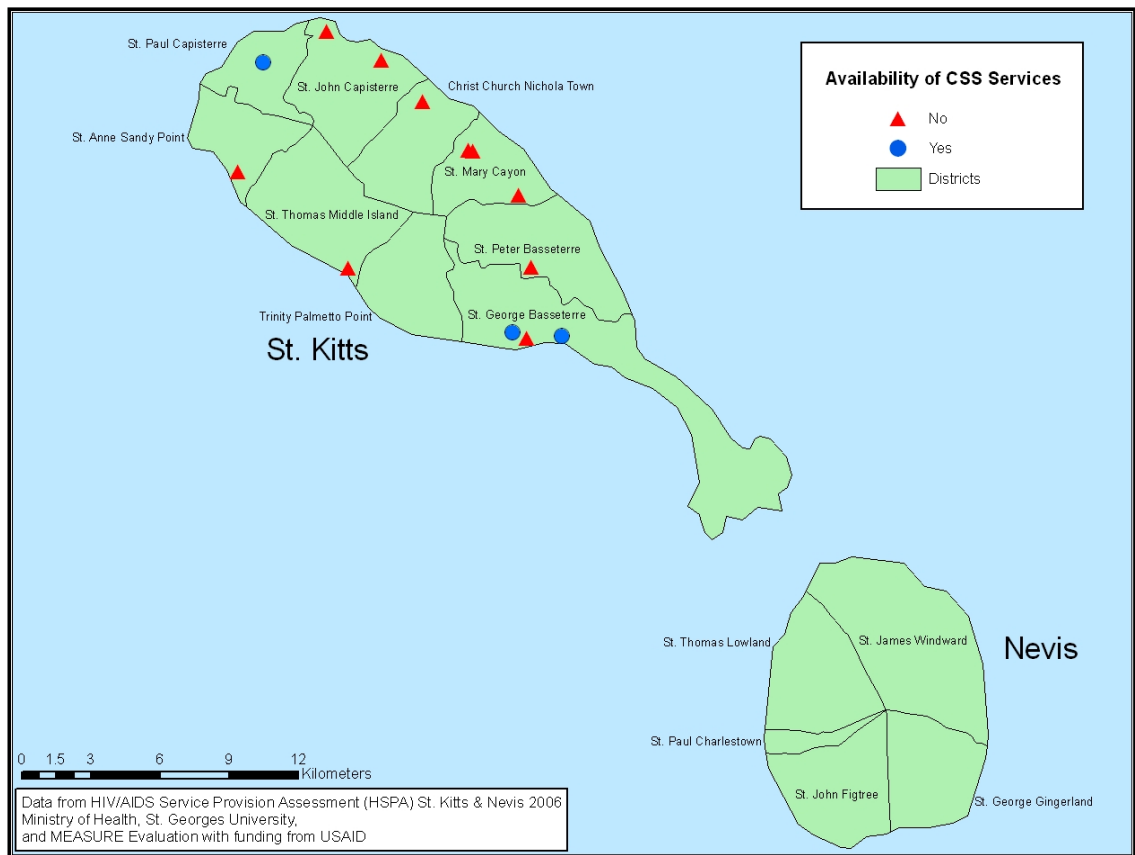 St. Paul Capisterre
St. John Capisterre
Christ Church Nichola Town
St. Anne Sandy Point
St. Mary Cayon
St. Thomas Middle Island
St. Peter Basseterre
Trinity Palmetto Point
St. George Basseterre
St. Kitts
Availability of CSS Services
No
Yes
Districts
St. Thomas Lowland
St. James Windward
Nevis
St. Paul Charlestown
St. John Figtree
St. George Gingerland
0 1.5 3 6 9 12
Kilometers
Data from HIV/AIDS Service Provision Assessment (HSPA) St. Kitts & Nevis 2006
Ministry of Health, St. Georges University,
and MEASURE Evaluation with funding from USAID